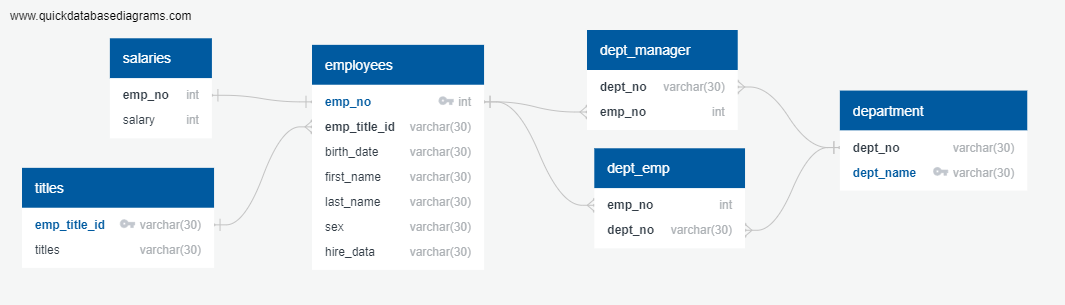 www.quickdatabasediagrams.com
salaries
emp_no int
salary int
titles
emp_title_id varchar(30)
titles varchar(30)
employees
emp_no int
emp_title_id varchar(30)
birth_date varchar(30)
first_name varchar(30)
last_name varchar(30)
sex varchar(30)
hire_data varchar(30)
dept_manager
dept_no varchar(30)
emp_no int
dept_emp
emp_no int
dept_no varchar(30)
department
dept_no varchar(30)
dept_name varchar(30)